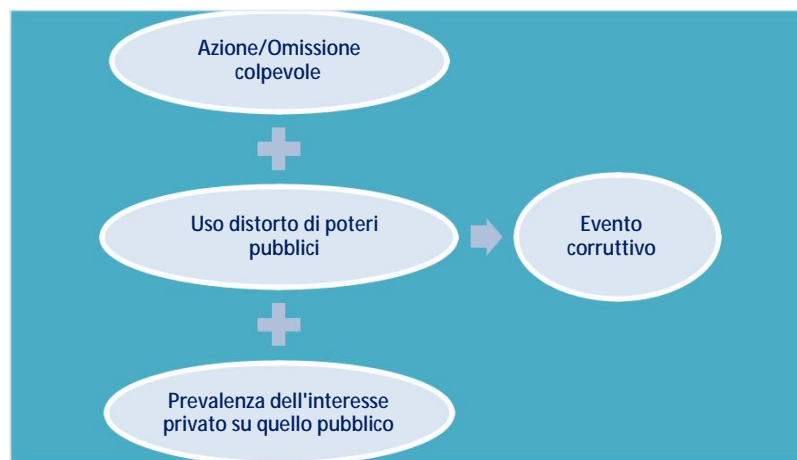 Azione/Omissione
colpevole
Uso distorto di poteri
pubblici
Evento
corruttivo
Prevalenza dell'interesse
privato su quello pubblico